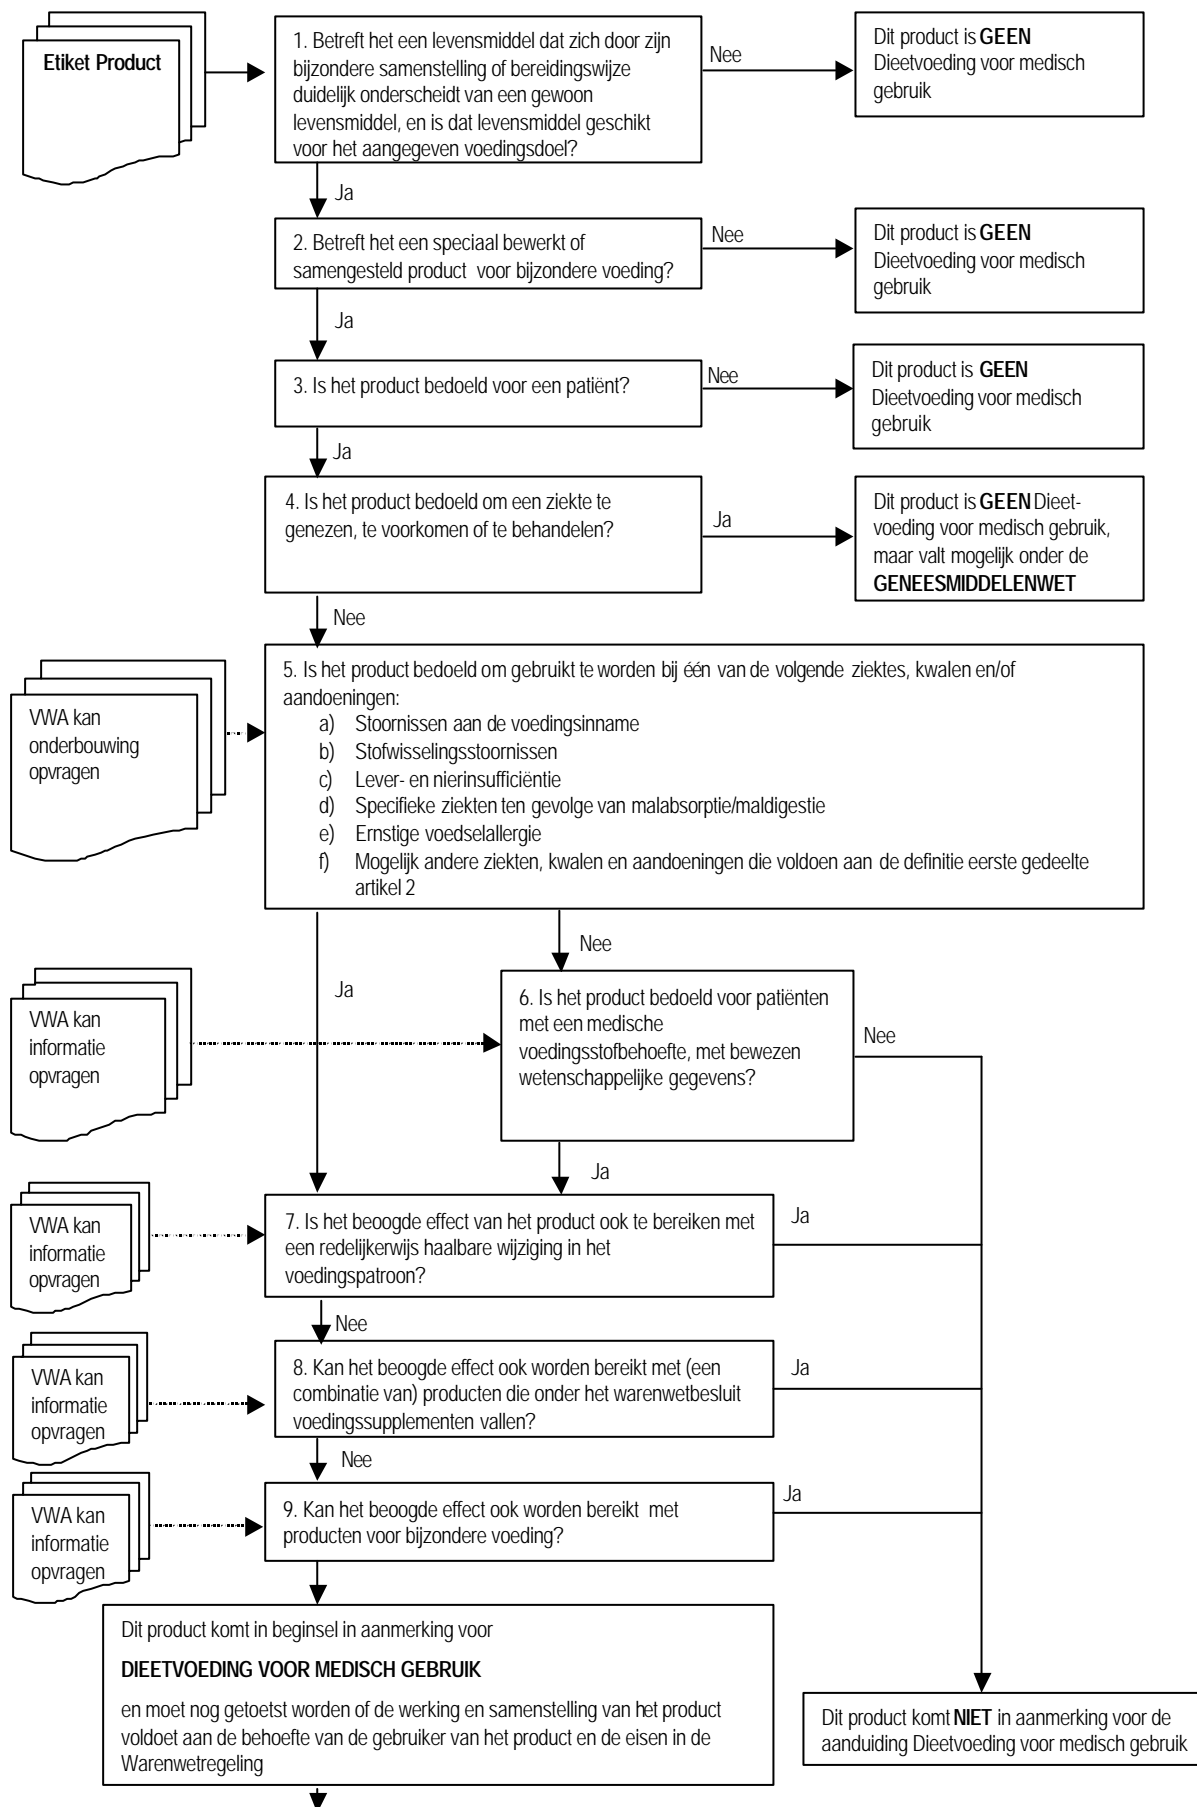 Etiket Product
1. Betreft het een levensmiddel dat zich door zijn
bijzondere samenstelling of bereidingswijze
duidelijk onderscheidt van een gewoon
levensmiddel, en is dat levensmiddel geschikt
voor het aangegeven voedingsdoel?
Nee
Dit product is GEEN
Dieetvoeding voor medisch
gebruik
Ja
2. Betreft het een speciaal bewerkt of
samengesteld product voor bijzondere voeding?
Nee
Dit product is GEEN
Dieetvoeding voor medisch
gebruik
Ja
3. Is het product bedoeld voor een patiënt?
Nee
Dit product is GEEN
Dieetvoeding voor medisch
gebruik
Ja
4. Is het product bedoeld om een ziekte te
genezen, te voorkomen of te behandelen?
Ja
Dit product is GEEN Dieet-
voeding voor medisch gebruik,
maar valt mogelijk onder de
GENEESMIDDELENWET
Nee
VWA kan
onderbouwing
opvragen
5. Is het product bedoeld om gebruikt te worden bij één van de volgende ziektes, kwalen en/of
aandoeningen:
a) Stoornissen aan de voedingsinname
b) Stofwisselingsstoornissen
c) Lever- en nierinsufficiëntie
d) Specifieke ziekten ten gevolge van malabsorptie/maldigestie
e) Ernstige voedselallergie
f) Mogelijk andere ziekten, kwalen en aandoeningen die voldoen aan de definitie eerste gedeelte
artikel 2
Nee
Ja
VWA kan
informatie
opvragen
6. Is het product bedoeld voor patiënten
met een medische
voedingsstofbehoefte, met bewezen
wetenschappelijke gegevens?
Nee
Ja
VWA kan
informatie
opvragen
7. Is het beoogde effect van het product ook te bereiken met
een redelijkerwijs haalbare wijziging in het
voedingspatroon?
Ja
Nee
VWA kan
informatie
opvragen
8. Kan het beoogde effect ook worden bereikt met (een
combinatie van) producten die onder het warenwetbesluit
voedingssupplementen vallen?
Ja
Nee
VWA kan
informatie
opvragen
9. Kan het beoogde effect ook worden bereikt met
producten voor bijzondere voeding?
Ja
Dit product komt in beginsel in aanmerking voor
DIEETVOEDING VOOR MEDISCH GEBRUIK
en moet nog getoetst worden of de werking en samenstelling van het product
voldoet aan de behoefte van de gebruiker van het product en de eisen in de
Warenwetregeling
Dit product komt NIET in aanmerking voor de
aanduiding Dieetvoeding voor medisch gebruik